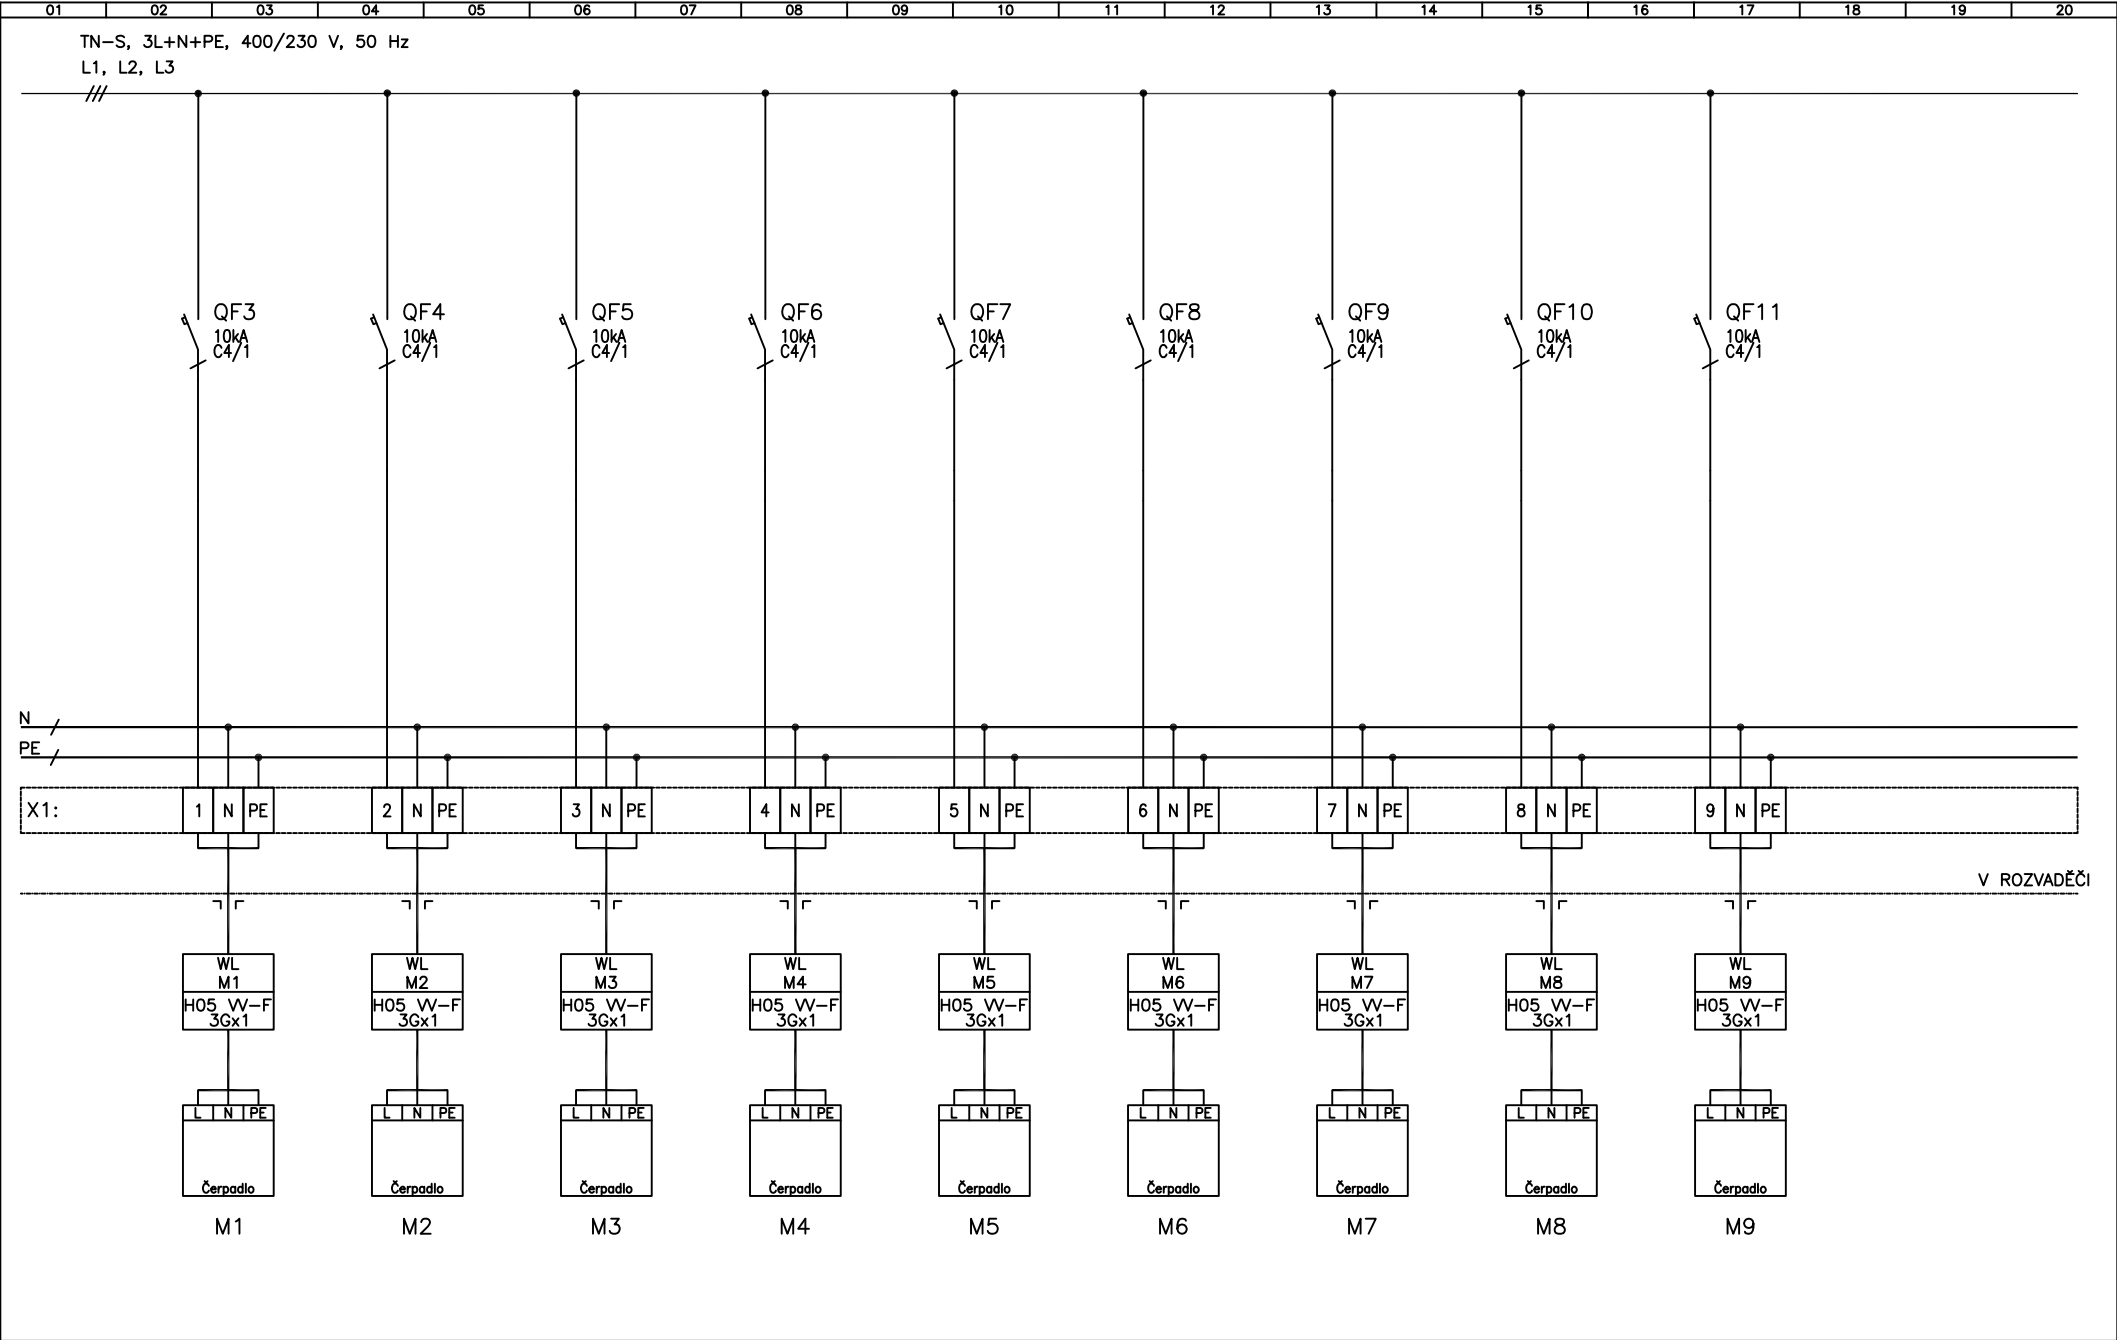 01 02 03 04 05 06 07 08 09 10 11 12 13 14 15 16 17 18 19 20
TN-S, 3L+N+PE, 400/230 V, 50 Hz
L1, L2, L3
QF3 QF4 QF5 QF6 QF7 QF8 QF9 QF10 QF11
10kA 10kA 10kA 10kA 10kA 10kA 10kA 10kA 10kA
C4/1 C4/1 C4/1 C4/1 C4/1 C4/1 C4/1 C4/1 C4/1
N
PE
X1: 1 N PE 2 N PE 3 N PE 4 N PE 5 N PE 6 N PE 7 N PE 8 N PE 9 N PE
V ROZVADĚČI
WL WL WL WL WL WL WL WL WL
M1 M2 M3 M4 M5 M6 M7 M8 M9
H05 VV-F H05 VV-F H05 VV-F H05 VV-F H05 VV-F H05 VV-F H05 VV-F H05 VV-F H05 VV-F
3Gx1 3Gx1 3Gx1 3Gx1 3Gx1 3Gx1 3Gx1 3Gx1 3Gx1
L N PE L N PE L N PE L N PE L N PE L N PE L N PE L N PE L N PE
Čerpadlo Čerpadlo Čerpadlo Čerpadlo Čerpadlo Čerpadlo Čerpadlo Čerpadlo Čerpadlo
M1 M2 M3 M4 M5 M6 M7 M8 M9